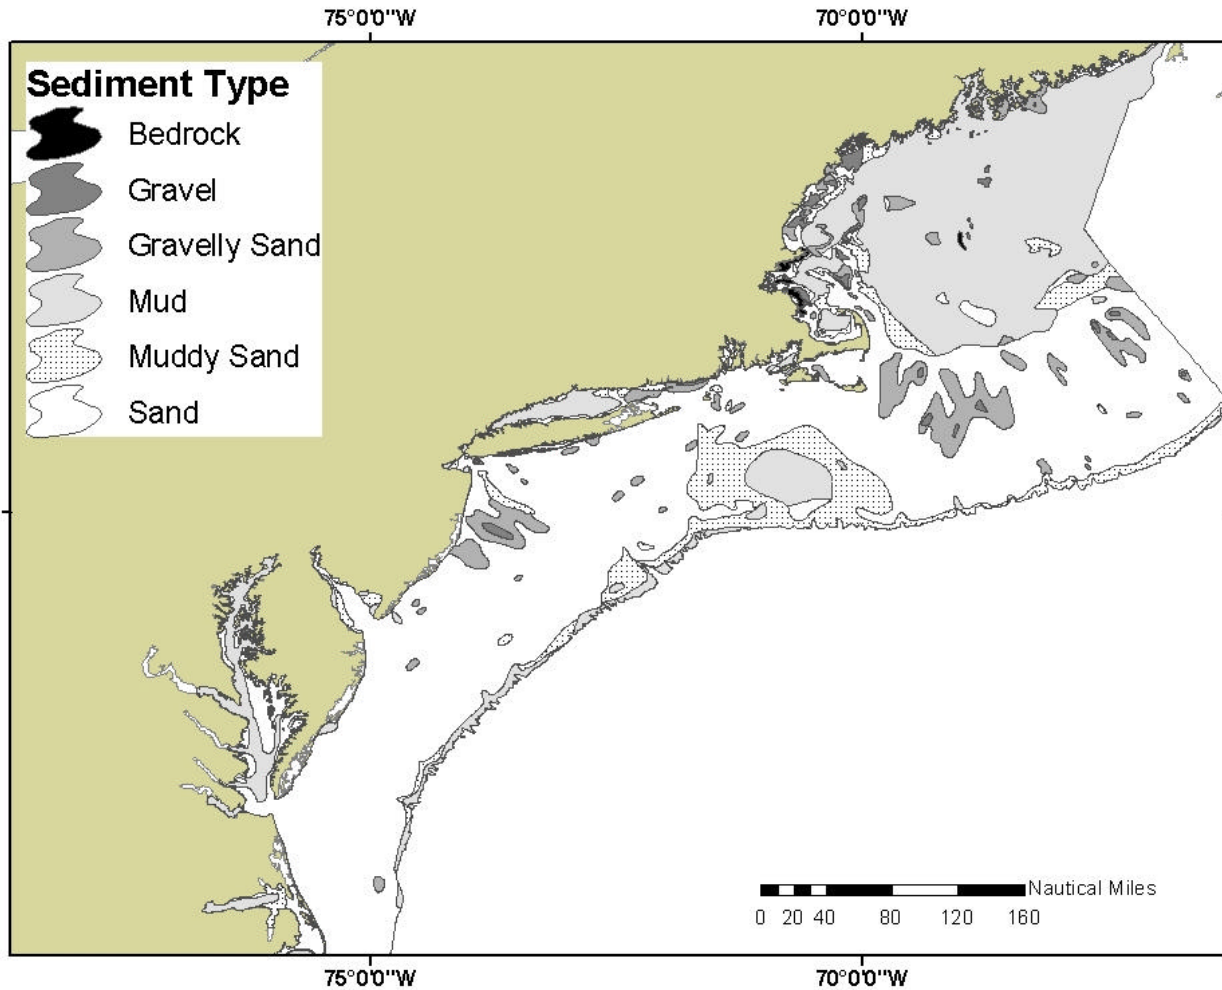 75°0'0"W 70°0'0"W
Sediment Type
Bedrock
Gravel
Gravelly Sand
Mud
Muddy Sand
Sand
Nautical Miles
0 20 40 80 120 160
75°0'0"W 70°0'0"W